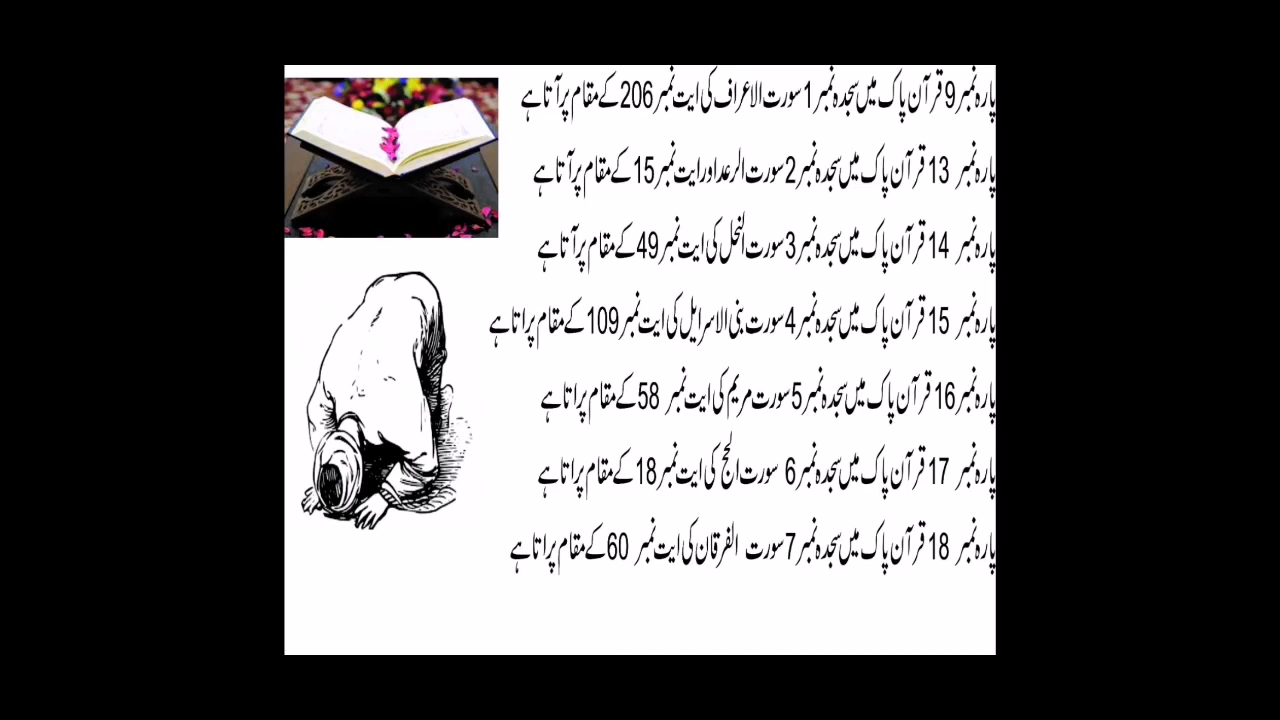 پارہ نمبر 9 قرآن پاک میں سجدہ نمبر 1 سورت الاعراف کی ایت نمبر 206 کے مقام پر آتا ہے
پارہ نمبر 13 قرآن پاک میں سجدہ نمبر 2 سورت الرعد اور ایت نمبر 15 کے مقام پر آتا ہے
پارہ نمبر 14 قرآن پاک میں سجدہ نمبر 3 سورت النحل کی ایت نمبر 49 کے مقام پر آتا ہے
پارہ نمبر 15 قرآن پاک میں سجدہ نمبر 4 سورت بنی الاسرایل کی ایت نمبر 109 کے مقام پر اتا ہے
پارہ نمبر 16 قرآن پاک میں سجدہ نمبر 5 سورت مریم کی ایت نمبر 58 کے مقام پر اتا ہے
پارہ نمبر 17 قرآن پاک میں سجدہ نمبر 6 سورت الحج کی ایت نمبر 18 کے مقام پر اتا ہے
پارہ نمبر 18 قرآن پاک میں سجدہ نمبر 7 سورت الفرقان کی ایت نمبر 60 کے مقام پر اتا ہے